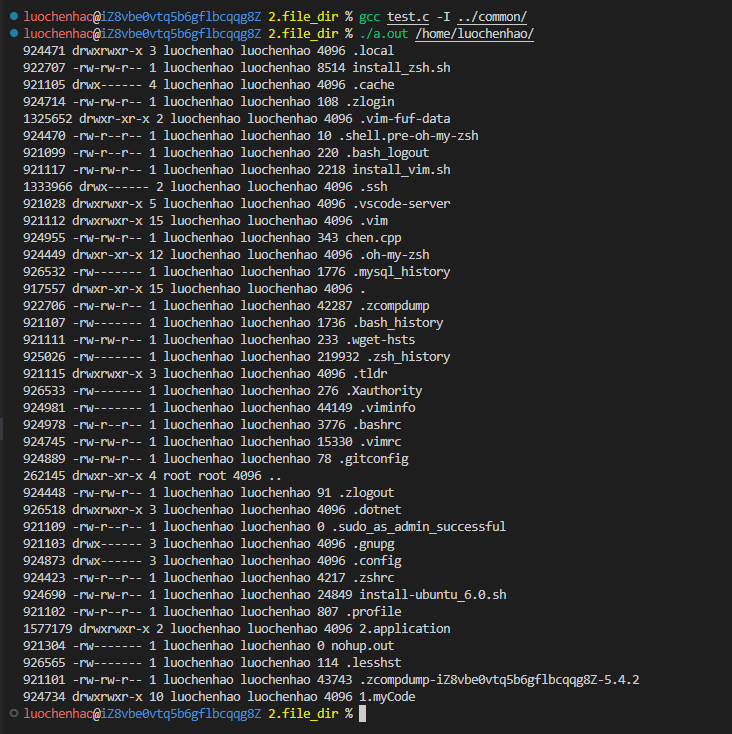 luochenhao@iZ8vbe0vtq5b6gflbcqqg8Z 2.file_dir % gcc test.c -I ../common/
luochenhao@iZ8vbe0vtq5b6gflbcqqg8Z 2.file_dir % ./a.out /home/luochenhao/
924471 drwxrwxr-x 3 luochenhao luochenhao 4096 .local
922707 -rw-rw-r-- 1 luochenhao luochenhao 8514 install_zsh.sh
921105 drwx------ 4 luochenhao luochenhao 4096 .cache
924714 -rw-rw-r-- 1 luochenhao luochenhao 108 .zlogin
1325652 drwxr-xr-x 2 luochenhao luochenhao 4096 .vim-fuf-data
924470 -rw-r--r-- 1 luochenhao luochenhao 10 .shell.pre-oh-my-zsh
921099 -rw-r--r-- 1 luochenhao luochenhao 220 .bash_logout
921117 -rw-rw-r-- 1 luochenhao luochenhao 2218 install_vim.sh
1333966 drwx------ 2 luochenhao luochenhao 4096 .ssh
921028 drwxrwxr-x 5 luochenhao luochenhao 4096 .vscode-server
921112 drwxrwxr-x 15 luochenhao luochenhao 4096 .vim
924955 -rw-rw-r-- 1 luochenhao luochenhao 343 chen.cpp
924449 drwxr-xr-x 12 luochenhao luochenhao 4096 .oh-my-zsh
926532 -rw------- 1 luochenhao luochenhao 1776 .mysql_history
917557 drwxr-xr-x 15 luochenhao luochenhao 4096 .
922706 -rw-rw-r-- 1 luochenhao luochenhao 42287 .zcompdump
921107 -rw------- 1 luochenhao luochenhao 1736 .bash_history
921111 -rw-rw-r-- 1 luochenhao luochenhao 233 .wget-hsts
925026 -rw------- 1 luochenhao luochenhao 219932 .zsh_history
921115 drwxrwxr-x 3 luochenhao luochenhao 4096 .tldr
926533 -rw------- 1 luochenhao luochenhao 276 .Xauthority
924981 -rw------- 1 luochenhao luochenhao 44149 .viminfo
924978 -rw-r--r-- 1 luochenhao luochenhao 3776 .bashrc
924745 -rw-rw-r-- 1 luochenhao luochenhao 15330 .vimrc
924889 -rw-rw-r-- 1 luochenhao luochenhao 78 .gitconfig
262145 drwxr-xr-x 4 root root 4096 ..
924448 -rw-rw-r-- 1 luochenhao luochenhao 91 .zlogout
926518 drwxrwxr-x 3 luochenhao luochenhao 4096 .dotnet
921109 -rw-r--r-- 1 luochenhao luochenhao 0 .sudo_as_admin_successful
921103 drwx------ 3 luochenhao luochenhao 4096 .gnupg
924873 drwx------ 3 luochenhao luochenhao 4096 .config
924423 -rw-r--r-- 1 luochenhao luochenhao 4217 .zshrc
924690 -rw-rw-r-- 1 luochenhao luochenhao 24849 install-ubuntu_6.0.sh
921102 -rw-r--r-- 1 luochenhao luochenhao 807 .profile
1577179 drwxrwxr-x 2 luochenhao luochenhao 4096 2.application
921304 -rw------- 1 luochenhao luochenhao 0 nohup.out
926565 -rw------- 1 luochenhao luochenhao 114 .lesshst
921101 -rw-rw-r-- 1 luochenhao luochenhao 43743 .zcompdump-iZ8vbe0vtq5b6gflbcqqg8Z-5.4.2
924734 drwxrwxr-x 10 luochenhao luochenhao 4096 1.myCode
luochenhao@iZ8vbe0vtq5b6gflbcqqg8Z 2.file_dir %